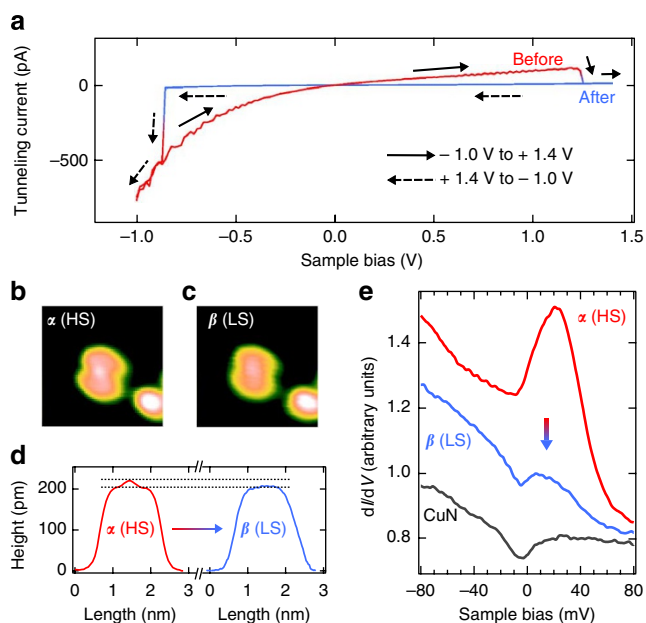 a
Tunneling current (pA)
0
−500
Before
After
− 1.0 V to + 1.4 V
+ 1.4 V to − 1.0 V
−1.0 −0.5 0.0 0.5 1.0 1.5
Sample bias (V)
b
α (HS)
c
β (LS)
d
Height (pm)
200
100
0
α (HS)
β (LS)
0 1 2 3 0 1 2 3
Length (nm) Length (nm)
e
dI/dV (arbitrary units)
1.4
1.2
1.0
0.8
α (HS)
β (LS)
CuN
−80 −40 0 40 80
Sample bias (mV)